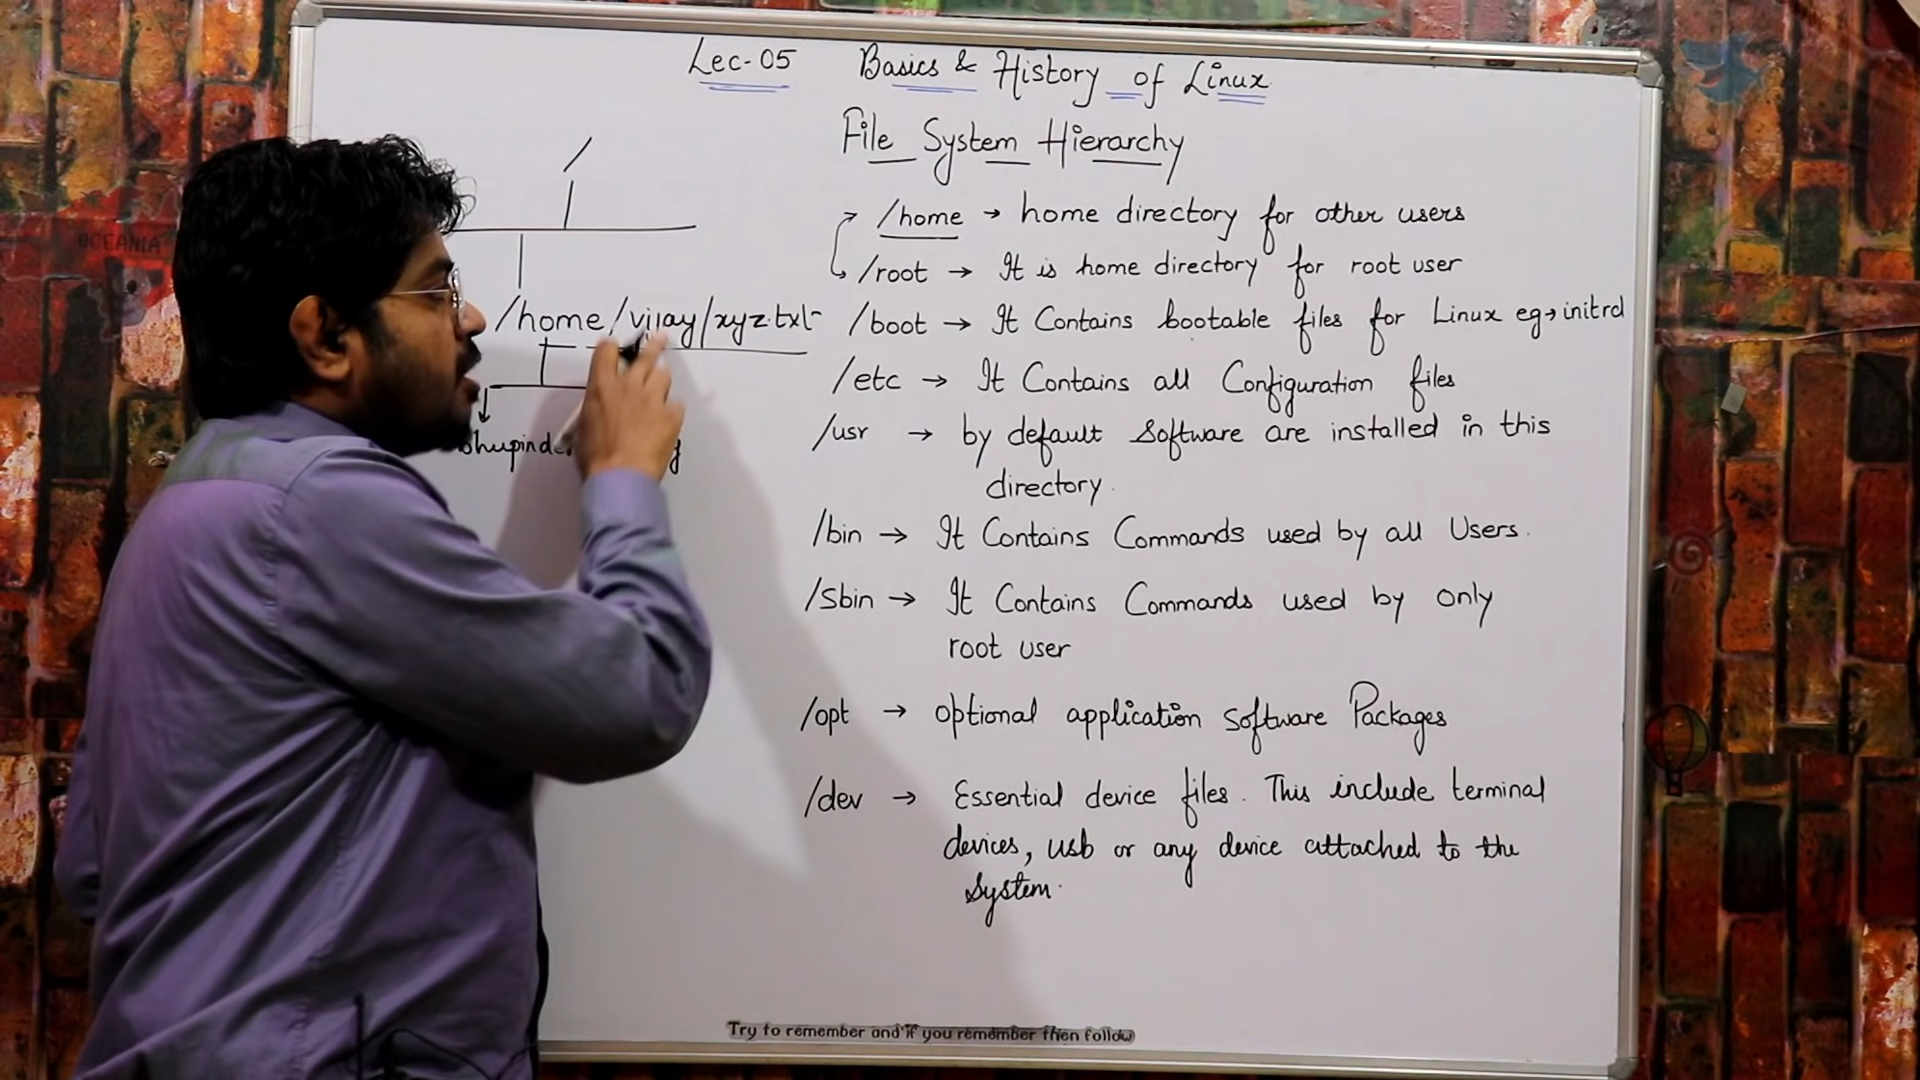 Lec-05 Basics & History of Linux
File System Hierarchy
/
/home/vijay/xyz.txt
/home → home directory for other users
/root → It is home directory for root user
/boot → It Contains bootable files for Linux eg→initrd
/etc → It Contains all Configuration files
/usr → by default Software are installed in this
directory.
/bin → It Contains Commands used by all Users.
/Sbin → It Contains Commands used by only
root user
/opt → optional application Software Packages
/dev → Essential device files. This include terminal
devices, usb or any device attached to the
System.
OCEANIA
Try to remember and if you remember then follow